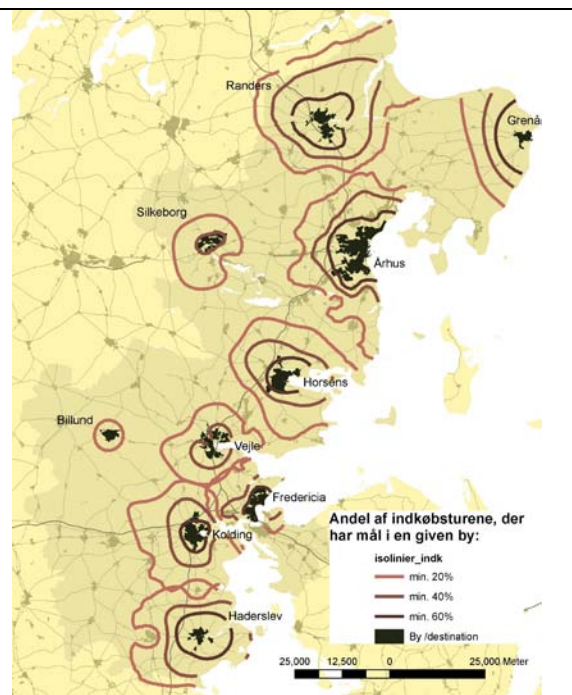 Randers
Grenå
Silkeborg
Århus
Horsens
Billund
Vejle
Fredericia
Kolding
Haderslev
Andel af indkøbsturene, der
har mål i en given by:
isolinier_indk
min. 20%
min. 40%
min. 60%
By /destination
25,000 12,500 0 25,000 Meter